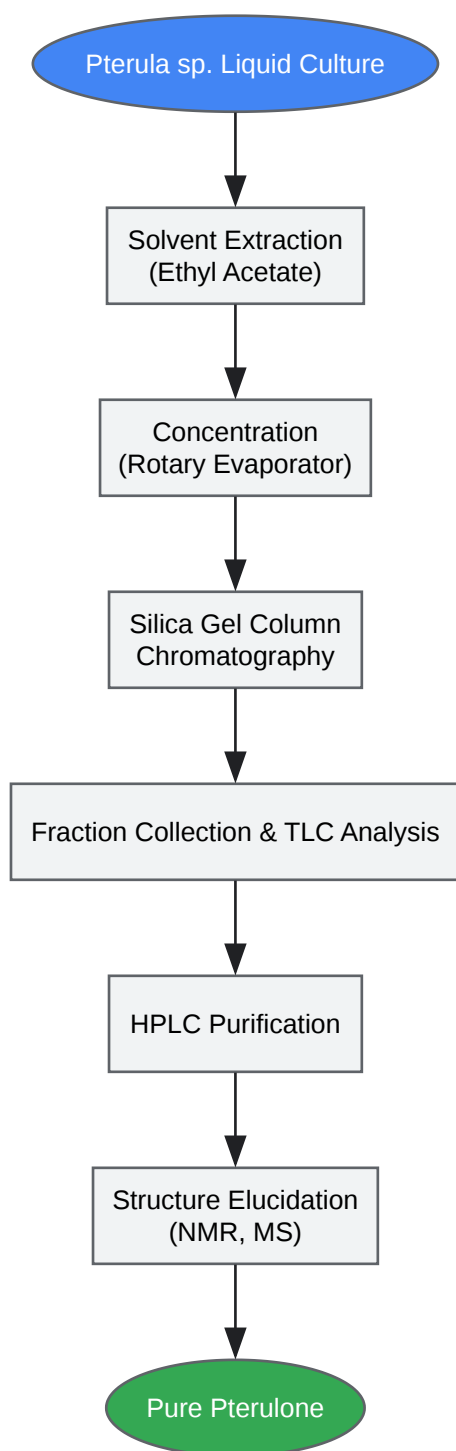 Pterula sp. Liquid Culture
Solvent Extraction
(Ethyl Acetate)
Concentration
(Rotary Evaporator)
Silica Gel Column
Chromatography
Fraction Collection & TLC Analysis
HPLC Purification
Structure Elucidation
(NMR, MS)
Pure Pterulone